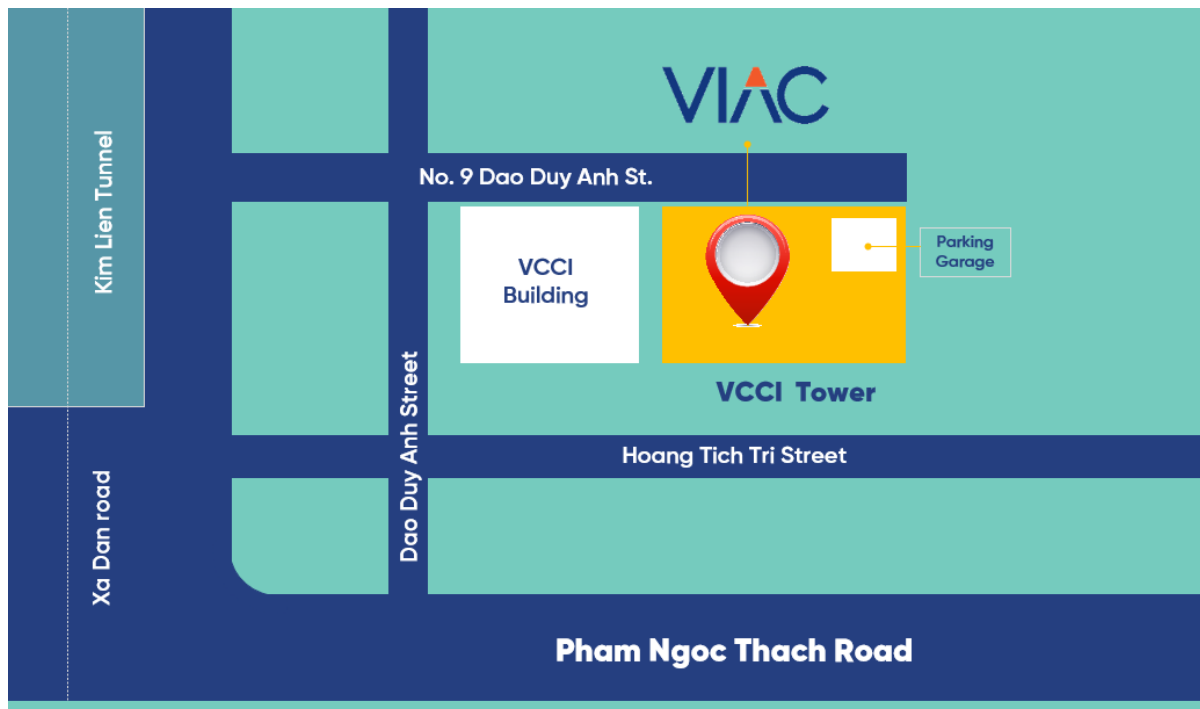 VIAC
No. 9 Dao Duy Anh St.
Kim Lien Tunnel
VCCI
Building
Parking
Garage
VCCI Tower
Dao Duy Anh Street
Hoang Tich Tri Street
Xa Dan road
Pham Ngoc Thach Road